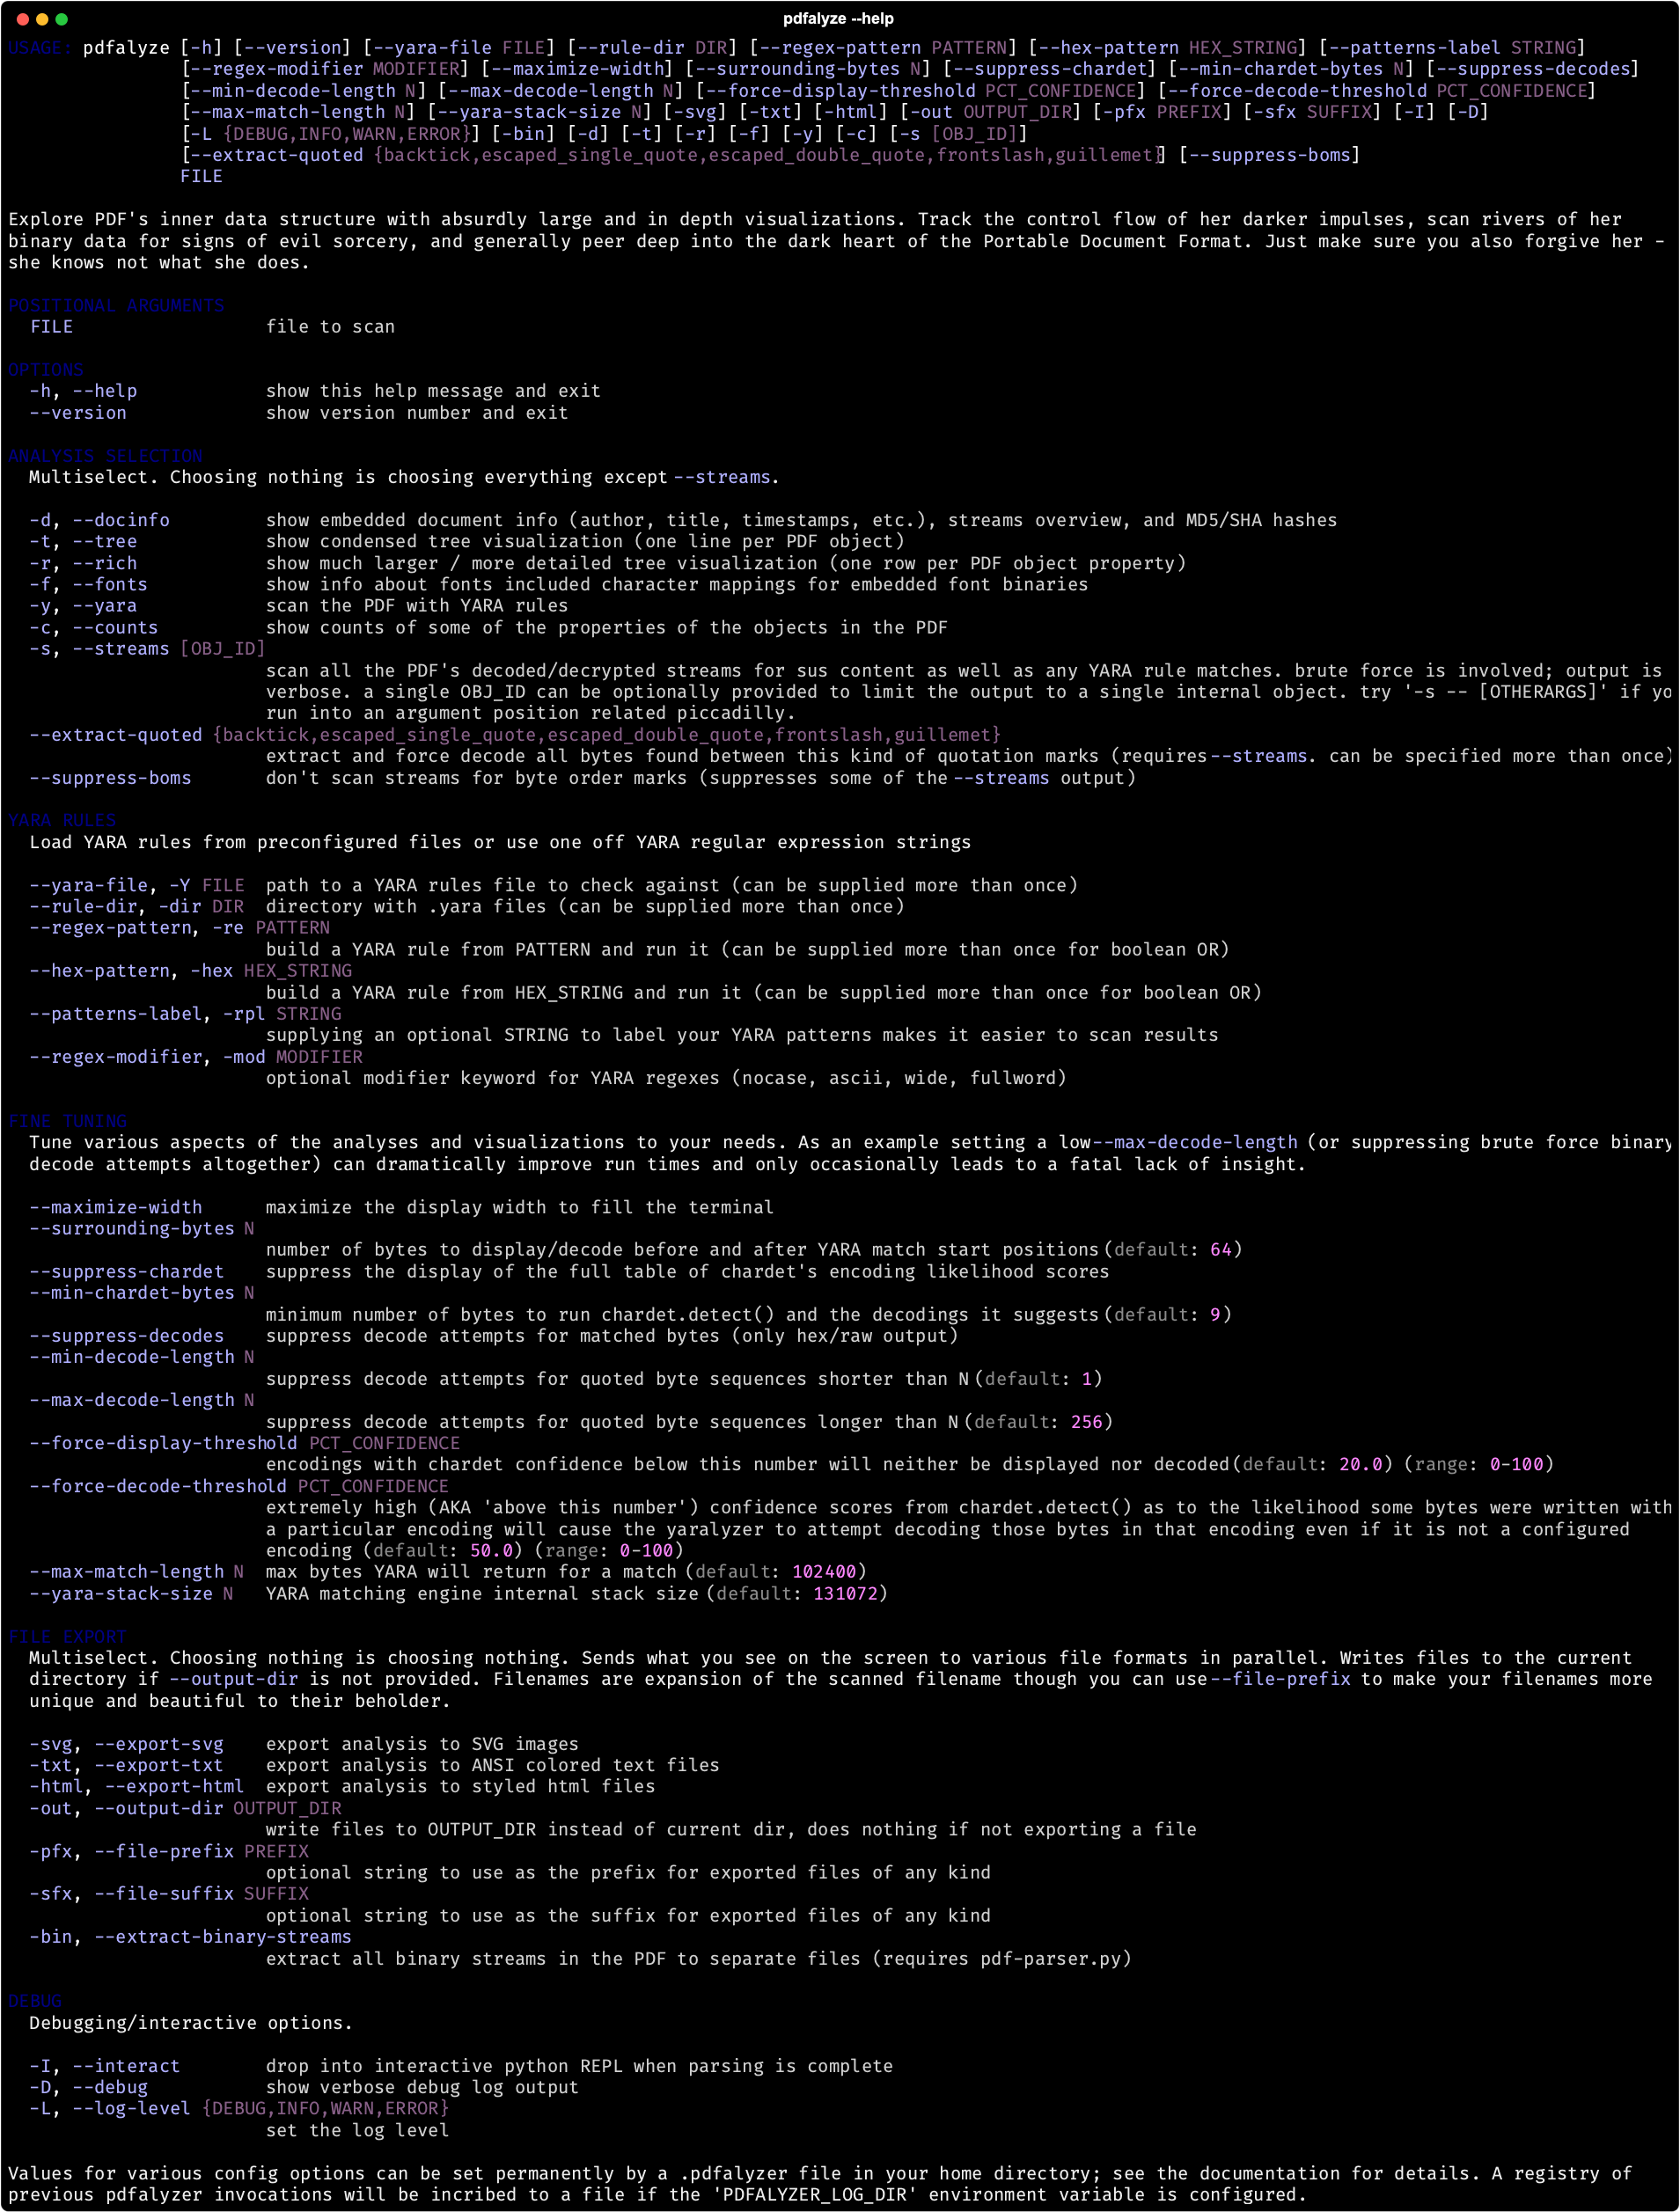 pdfalyze --help
USAGE: pdfalyze [-h] [--version] [--yara-file FILE] [--rule-dir DIR] [--regex-pattern PATTERN] [--hex-pattern HEX_STRING] [--patterns-label STRING]
[--regex-modifier MODIFIER] [--maximize-width] [--surrounding-bytes N] [--suppress-chardet] [--min-chardet-bytes N] [--suppress-decodes]
[--min-decode-length N] [--max-decode-length N] [--force-display-threshold PCT_CONFIDENCE] [--force-decode-threshold PCT_CONFIDENCE]
[--max-match-length N] [--yara-stack-size N] [-svg] [-txt] [-html] [-out OUTPUT_DIR] [-pfx PREFIX] [-sfx SUFFIX] [-I] [-D]
[-L {DEBUG,INFO,WARN,ERROR}] [-bin] [-d] [-t] [-r] [-f] [-y] [-c] [-s [OBJ_ID]]
[--extract-quoted {backtick,escaped_single_quote,escaped_double_quote,frontslash,guillemet}] [--suppress-boms]
FILE
Explore PDF's inner data structure with absurdly large and in depth visualizations. Track the control flow of her darker impulses, scan rivers of her
binary data for signs of evil sorcery, and generally peer deep into the dark heart of the Portable Document Format. Just make sure you also forgive her -
she knows not what she does.
POSITIONAL ARGUMENTS
FILE file to scan
OPTIONS
-h, --help show this help message and exit
--version show version number and exit
ANALYSIS SELECTION
Multiselect. Choosing nothing is choosing everything except --streams.
-d, --docinfo show embedded document info (author, title, timestamps, etc.), streams overview, and MD5/SHA hashes
-t, --tree show condensed tree visualization (one line per PDF object)
-r, --rich show much larger / more detailed tree visualization (one row per PDF object property)
-f, --fonts show info about fonts included character mappings for embedded font binaries
-y, --yara scan the PDF with YARA rules
-c, --counts show counts of some of the properties of the objects in the PDF
-s, --streams [OBJ_ID]
scan all the PDF's decoded/decrypted streams for sus content as well as any YARA rule matches. brute force is involved; output is
verbose. a single OBJ_ID can be optionally provided to limit the output to a single internal object. try '-s -- [OTHERARGS]' if yo
run into an argument position related piccadilly.
--extract-quoted {backtick,escaped_single_quote,escaped_double_quote,frontslash,guillemet}
extract and force decode all bytes found between this kind of quotation marks (requires --streams. can be specified more than once)
--suppress-boms don't scan streams for byte order marks (suppresses some of the --streams output)
YARA RULES
Load YARA rules from preconfigured files or use one off YARA regular expression strings
--yara-file, -Y FILE path to a YARA rules file to check against (can be supplied more than once)
--rule-dir, -dir DIR directory with .yara files (can be supplied more than once)
--regex-pattern, -re PATTERN
build a YARA rule from PATTERN and run it (can be supplied more than once for boolean OR)
--hex-pattern, -hex HEX_STRING
build a YARA rule from HEX_STRING and run it (can be supplied more than once for boolean OR)
--patterns-label, -rpl STRING
supplying an optional STRING to label your YARA patterns makes it easier to scan results
--regex-modifier, -mod MODIFIER
optional modifier keyword for YARA regexes (nocase, ascii, wide, fullword)
FINE TUNING
Tune various aspects of the analyses and visualizations to your needs. As an example setting a low --max-decode-length (or suppressing brute force binary
decode attempts altogether) can dramatically improve run times and only occasionally leads to a fatal lack of insight.
--maximize-width maximize the display width to fill the terminal
--surrounding-bytes N
number of bytes to display/decode before and after YARA match start positions (default: 64)
--suppress-chardet suppress the display of the full table of chardet's encoding likelihood scores
--min-chardet-bytes N
minimum number of bytes to run chardet.detect() and the decodings it suggests (default: 9)
--suppress-decodes suppress decode attempts for matched bytes (only hex/raw output)
--min-decode-length N
suppress decode attempts for quoted byte sequences shorter than N (default: 1)
--max-decode-length N
suppress decode attempts for quoted byte sequences longer than N (default: 256)
--force-display-threshold PCT_CONFIDENCE
encodings with chardet confidence below this number will neither be displayed nor decoded (default: 20.0) (range: 0-100)
--force-decode-threshold PCT_CONFIDENCE
extremely high (AKA 'above this number') confidence scores from chardet.detect() as to the likelihood some bytes were written with
a particular encoding will cause the yaralyzer to attempt decoding those bytes in that encoding even if it is not a configured
encoding (default: 50.0) (range: 0-100)
--max-match-length N max bytes YARA will return for a match (default: 102400)
--yara-stack-size N YARA matching engine internal stack size (default: 131072)
FILE EXPORT
Multiselect. Choosing nothing is choosing nothing. Sends what you see on the screen to various file formats in parallel. Writes files to the current
directory if --output-dir is not provided. Filenames are expansion of the scanned filename though you can use --file-prefix to make your filenames more
unique and beautiful to their beholder.
-svg, --export-svg export analysis to SVG images
-txt, --export-txt export analysis to ANSI colored text files
-html, --export-html export analysis to styled html files
-out, --output-dir OUTPUT_DIR
write files to OUTPUT_DIR instead of current dir, does nothing if not exporting a file
-pfx, --file-prefix PREFIX
optional string to use as the prefix for exported files of any kind
-sfx, --file-suffix SUFFIX
optional string to use as the suffix for exported files of any kind
-bin, --extract-binary-streams
extract all binary streams in the PDF to separate files (requires pdf-parser.py)
DEBUG
Debugging/interactive options.
-I, --interact drop into interactive python REPL when parsing is complete
-D, --debug show verbose debug log output
-L, --log-level {DEBUG,INFO,WARN,ERROR}
set the log level
Values for various config options can be set permanently by a .pdfalyzer file in your home directory; see the documentation for details. A registry of
previous pdfalyzer invocations will be incribed to a file if the 'PDFALYZER_LOG_DIR' environment variable is configured.